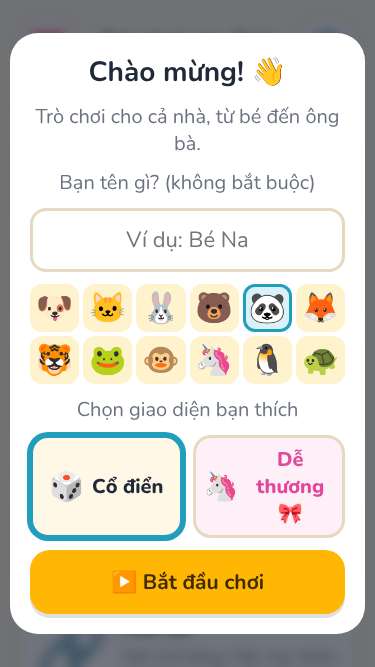 Chào mừng! 👋
Trò chơi cho cả nhà, từ bé đến ông
bà.
Bạn tên gì? (không bắt buộc)
Ví dụ: Bé Na
Chọn giao diện bạn thích
Cổ điển
Dễ
thương
🎀
▶️ Bắt đầu chơi